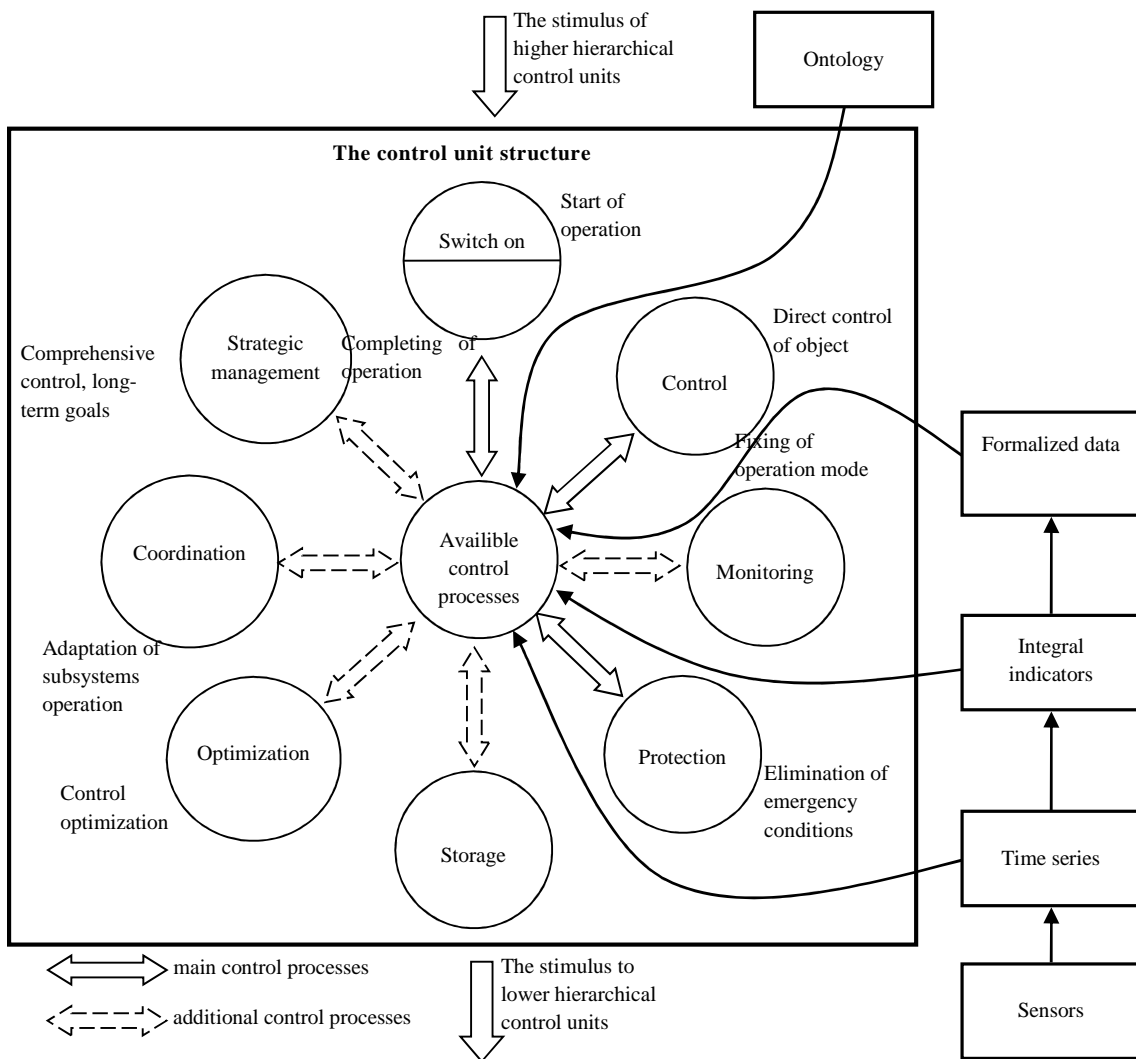 The stimulus of
higher hierarchical
control units
Ontology
The control unit structure
Start of
operation
Switch on
Direct control
of object
Strategic
management
Completing of
operation
Comprehensive
control, long-
term goals
Control
Fixing of
operation mode
Formalized data
Coordination
Availible
control
processes
Monitoring
Adaptation of
subsystems
operation
Integral
indicators
Optimization
Protection
Elimination of
emergency
conditions
Control
optimization
Storage
Time series
main control processes
additional control processes
The stimulus to
lower hierarchical
control units
Sensors